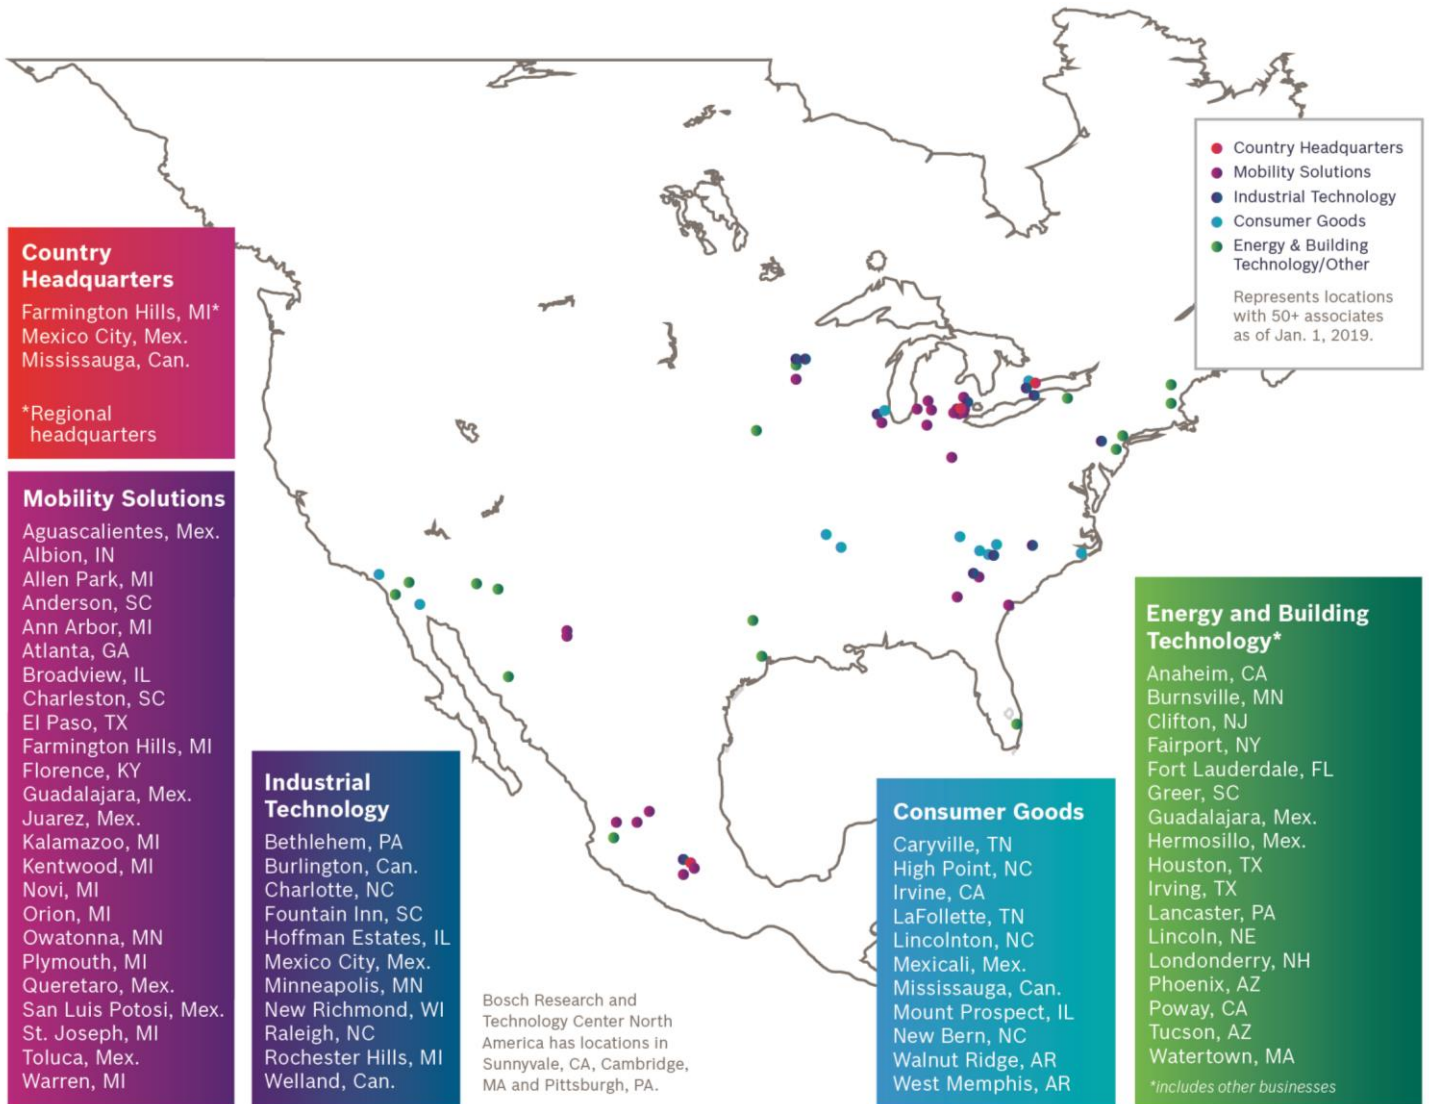 Country Headquarters
Mobility Solutions
Industrial Technology
Consumer Goods
Energy & Building
Technology/Other
Represents locations
with 50+ associates
as of Jan. 1, 2019.
Country
Headquarters
Farmington Hills, MI*
Mexico City, Mex.
Mississauga, Can.
*Regional
headquarters
Mobility Solutions
Aguascalientes, Mex.
Albion, IN
Allen Park, MI
Anderson, SC
Ann Arbor, MI
Atlanta, GA
Broadview, IL
Charleston, SC
El Paso, TX
Farmington Hills, MI
Florence, KY
Guadalajara, Mex.
Juarez, Mex.
Kalamazoo, MI
Kentwood, MI
Novi, MI
Orion, MI
Owatonna, MN
Plymouth, MI
Queretaro, Mex.
San Luis Potosi, Mex.
St. Joseph, MI
Toluca, Mex.
Warren, MI
Industrial
Technology
Bethlehem, PA
Burlington, Can.
Charlotte, NC
Fountain Inn, SC
Hoffman Estates, IL
Mexico City, Mex.
Minneapolis, MN
New Richmond, WI
Raleigh, NC
Rochester Hills, MI
Welland, Can.
Bosch Research and
Technology Center North
America has locations in
Sunnyvale, CA, Cambridge,
MA and Pittsburgh, PA.
Consumer Goods
Caryville, TN
High Point, NC
Irvine, CA
LaFollette, TN
Lincolnton, NC
Mexicali, Mex.
Mississauga, Can.
Mount Prospect, IL
New Bern, NC
Walnut Ridge, AR
West Memphis, AR
Energy and Building
Technology*
Anaheim, CA
Burnsville, MN
Clifton, NJ
Fairport, NY
Fort Lauderdale, FL
Greer, SC
Guadalajara, Mex.
Hermosillo, Mex.
Houston, TX
Irving, TX
Lancaster, PA
Lincoln, NE
Londonderry, NH
Phoenix, AZ
Poway, CA
Tucson, AZ
Watertown, MA
*includes other businesses